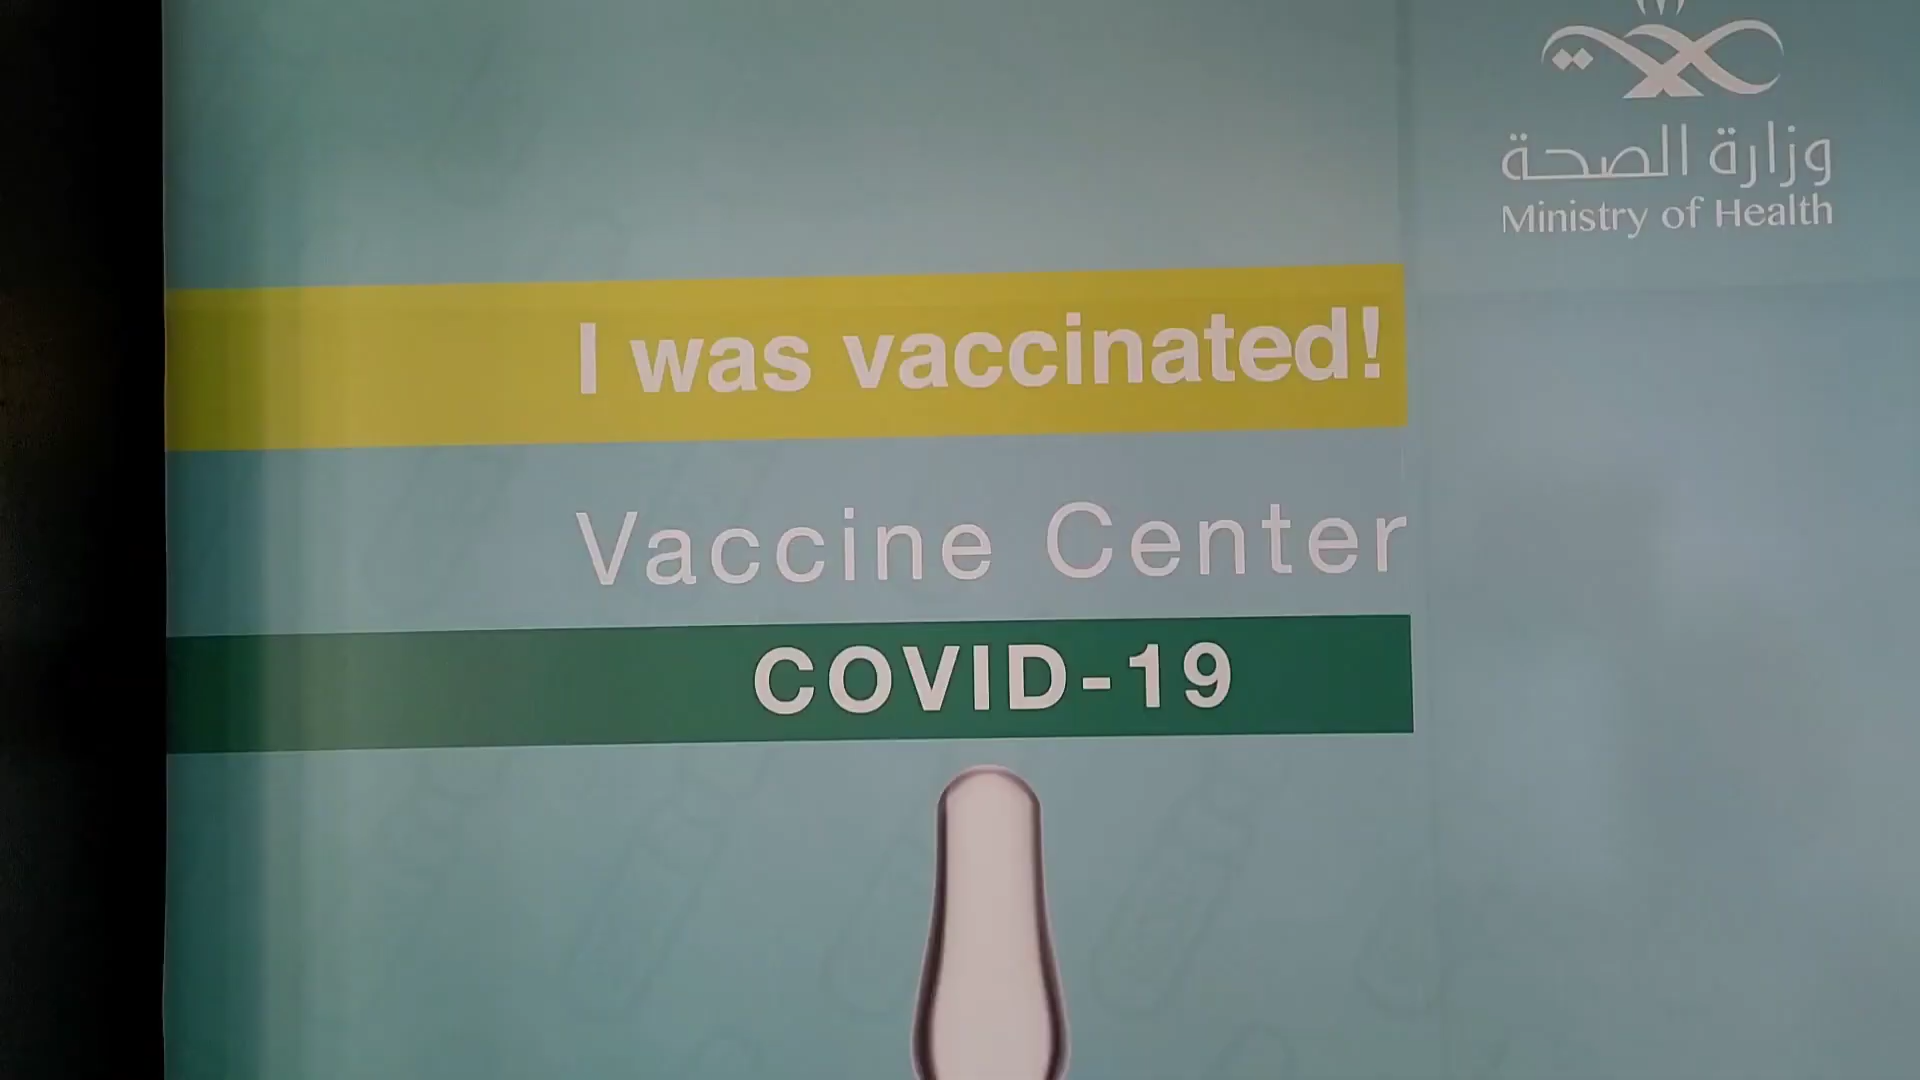 وزارة الصحة
Ministry of Health
I was vaccinated!
Vaccine Center
COVID-19